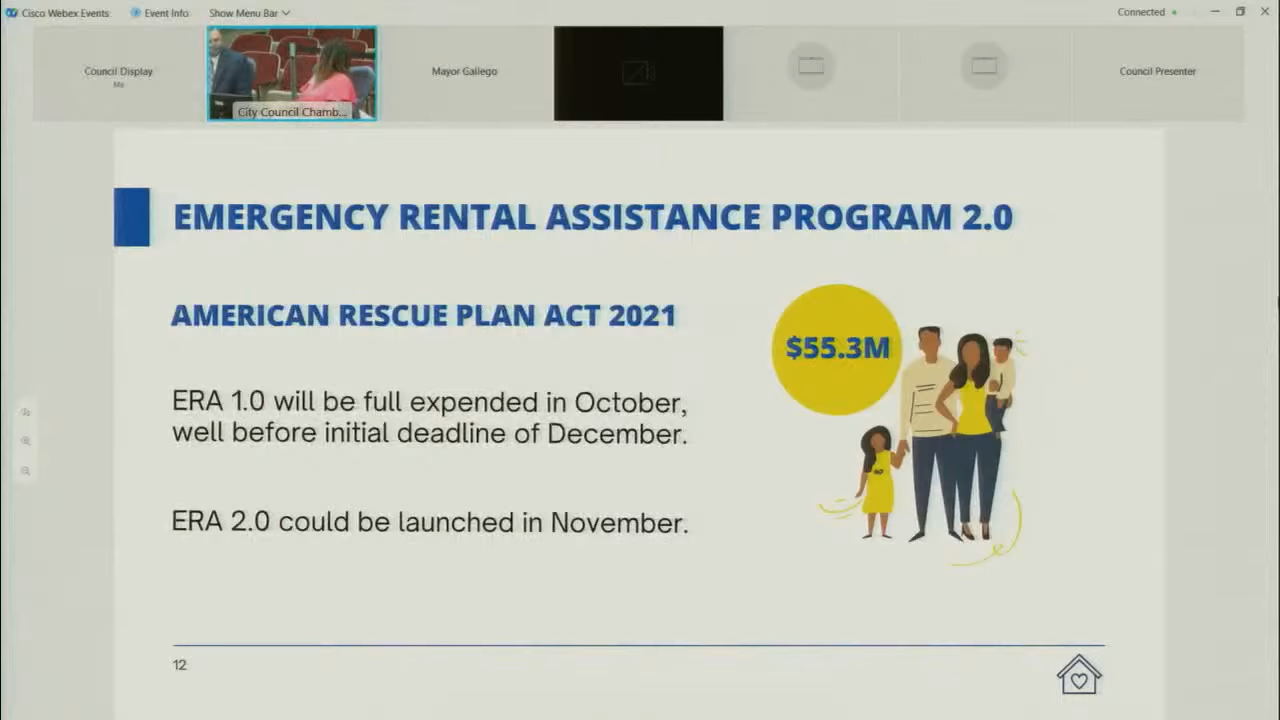 Cisco Webex Events
Event Info
Show Menu Bar
Connected
Council Display
Me
City Council Chamb...
Mayor Gallego
Council Presenter
EMERGENCY RENTAL ASSISTANCE PROGRAM 2.0
AMERICAN RESCUE PLAN ACT 2021
$55.3M
ERA 1.0 will be full expended in October,
well before initial deadline of December.
ERA 2.0 could be launched in November.
12